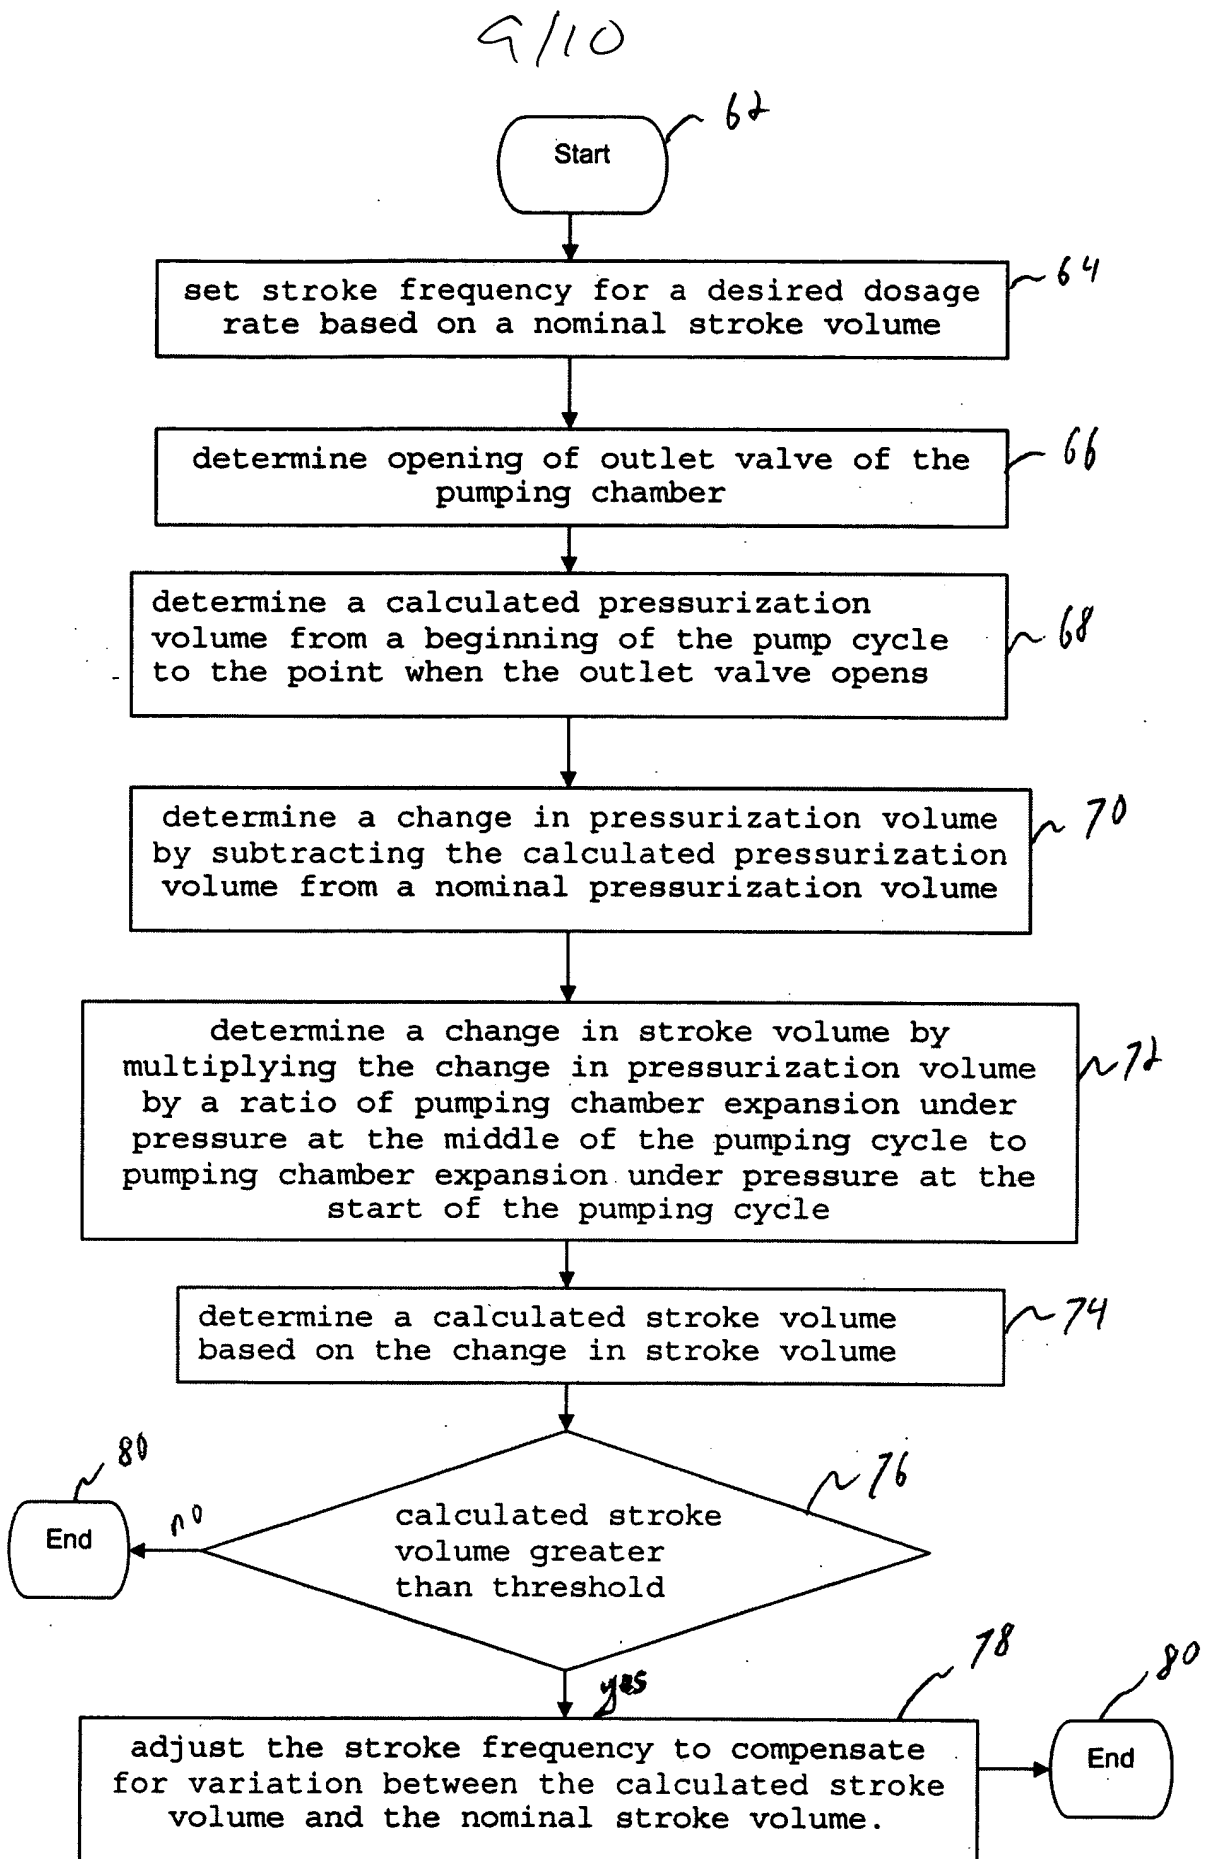 9/10
62
Start
64
set stroke frequency for a desired dosage
rate based on a nominal stroke volume
66
determine opening of outlet valve of the
pumping chamber
determine a calculated pressurization
volume from a beginning of the pump cycle
to the point when the outlet valve opens
68
determine a change in pressurization volume
by subtracting the calculated pressurization
volume from a nominal pressurization volume
70
determine a change in stroke volume by
multiplying the change in pressurization volume
by a ratio of pumping chamber expansion under
pressure at the middle of the pumping cycle to
pumping chamber expansion under pressure at the
start of the pumping cycle
72
determine a calculated stroke volume
based on the change in stroke volume
74
80
End
no
76
calculated stroke
volume greater
than threshold
yes
78
80
adjust the stroke frequency to compensate
for variation between the calculated stroke
volume and the nominal stroke volume.
End